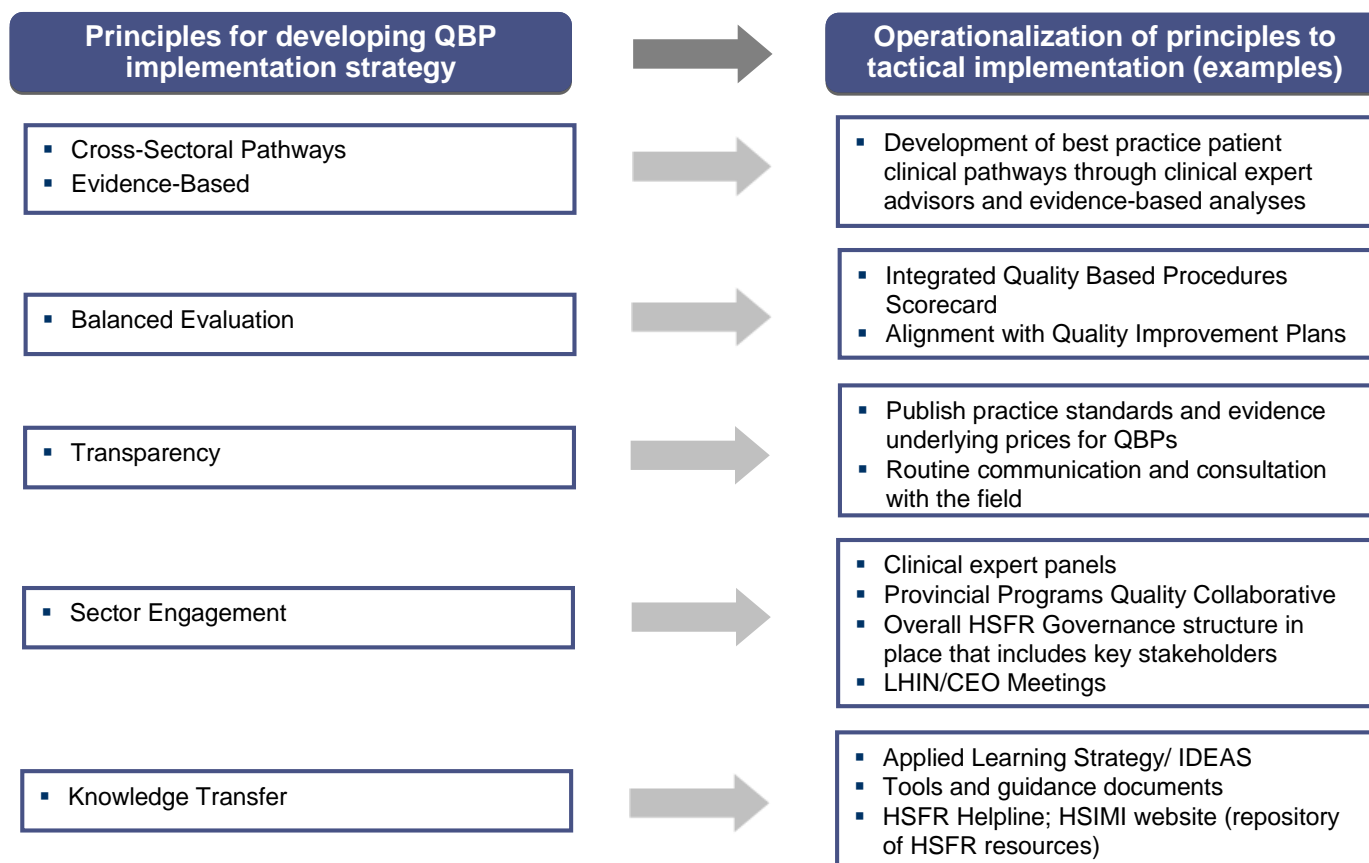 Principles for developing QBP
implementation strategy
Operationalization of principles to
tactical implementation (examples)
▪ Cross-Sectoral Pathways
▪ Evidence-Based
▪ Development of best practice patient
clinical pathways through clinical expert
advisors and evidence-based analyses
▪ Balanced Evaluation
▪ Integrated Quality Based Procedures
Scorecard
▪ Alignment with Quality Improvement Plans
▪ Transparency
▪ Publish practice standards and evidence
underlying prices for QBPs
▪ Routine communication and consultation
with the field
▪ Sector Engagement
▪ Clinical expert panels
▪ Provincial Programs Quality Collaborative
▪ Overall HSFR Governance structure in
place that includes key stakeholders
▪ LHIN/CEO Meetings
▪ Knowledge Transfer
▪ Applied Learning Strategy/ IDEAS
▪ Tools and guidance documents
▪ HSFR Helpline; HSIMI website (repository
of HSFR resources)